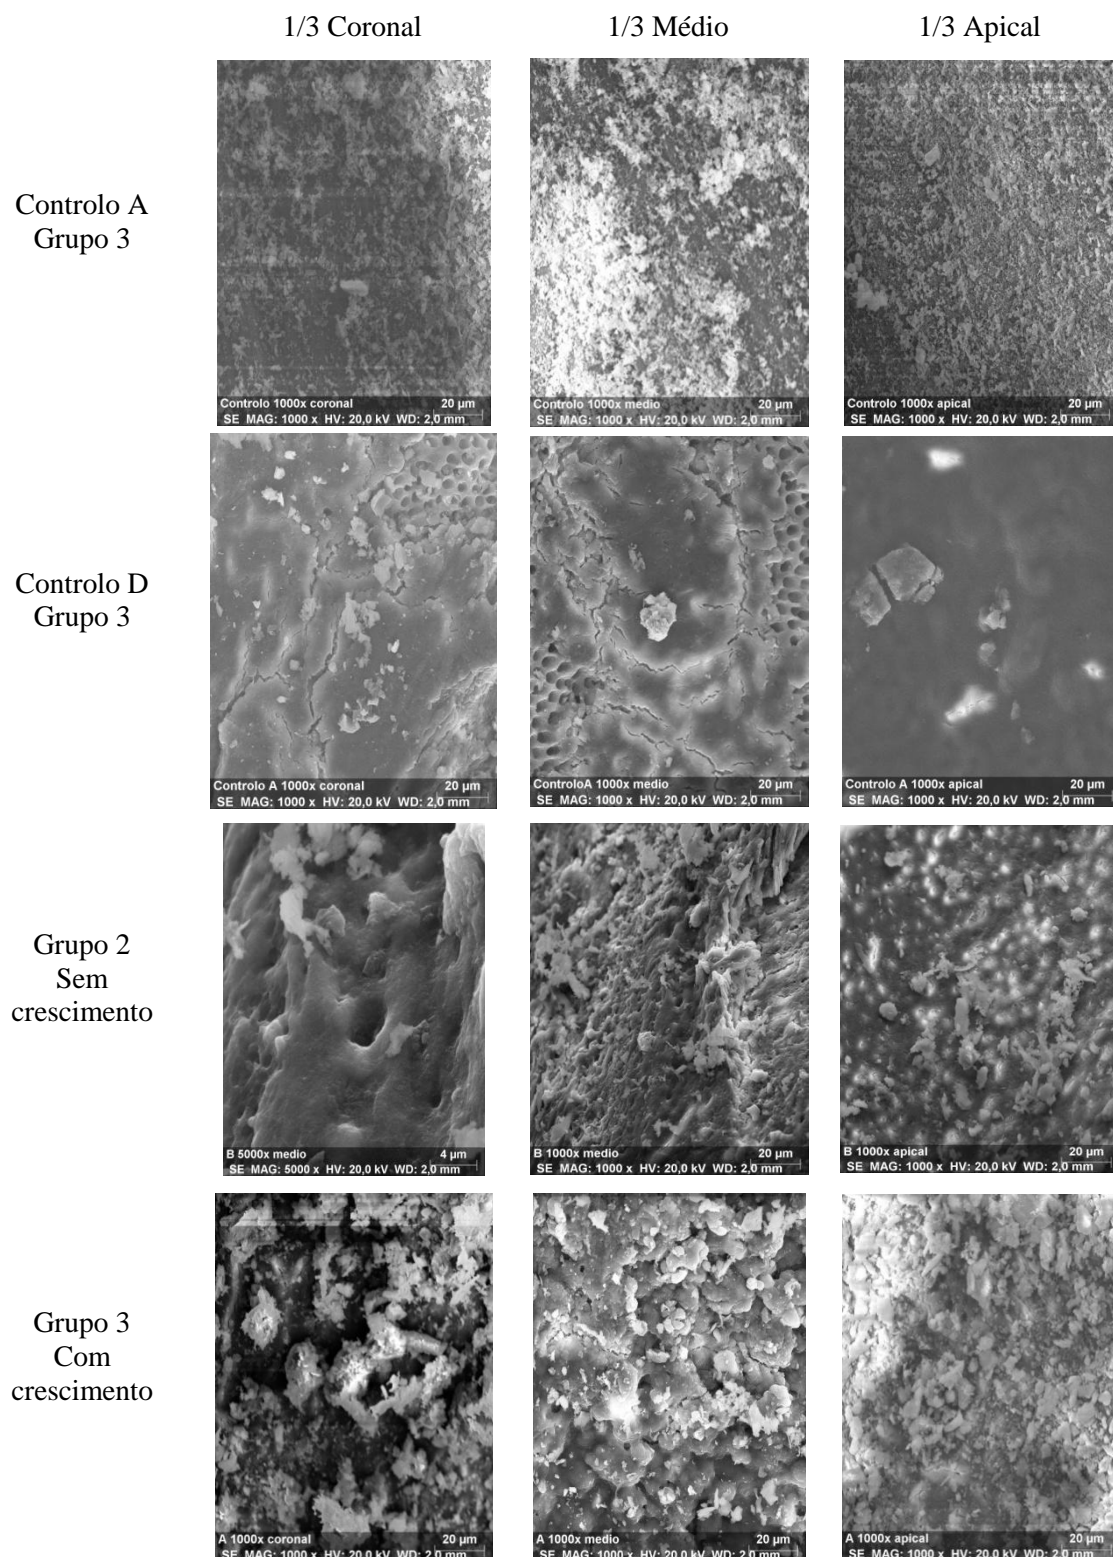 1/3 Coronal 1/3 Médio 1/3 Apical
Controlo A
Grupo 3
Controlo 1000x coronal 20 µm
SE MAG: 1000 x HV: 20,0 kV WD: 2,0 mm
Controlo 1000x medio 20 µm
SE MAG: 1000 x HV: 20,0 kV WD: 2,0 mm
Controlo 1000x apical 20 µm
SE MAG: 1000 x HV: 20,0 kV WD: 2,0 mm
Controlo D
Grupo 3
Controlo A 1000x coronal 20 µm
SE MAG: 1000 x HV: 20,0 kV WD: 2,0 mm
ControloA 1000x medio 20 µm
SE MAG: 1000 x HV: 20,0 kV WD: 2,0 mm
Controlo A 1000x apical 20 µm
SE MAG: 1000 x HV: 20,0 kV WD: 2,0 mm
Grupo 2
Sem
crescimento
B 5000x medio 4 µm
SE MAG: 5000 x HV: 20,0 kV WD: 2,0 mm
B 1000x medio 20 µm
SE MAG: 1000 x HV: 20,0 kV WD: 2,0 mm
B 1000x apical 20 µm
SE MAG: 1000 x HV: 20,0 kV WD: 2,0 mm
Grupo 3
Com
crescimento
A 1000x coronal 20 µm
SE MAG: 1000 x HV: 20,0 kV WD: 2,0 mm
A 1000x medio 20 µm
SE MAG: 1000 x HV: 20,0 kV WD: 2,0 mm
A 1000x apical 20 µm
SE MAG: 1000 x HV: 20,0 kV WD: 2,0 mm